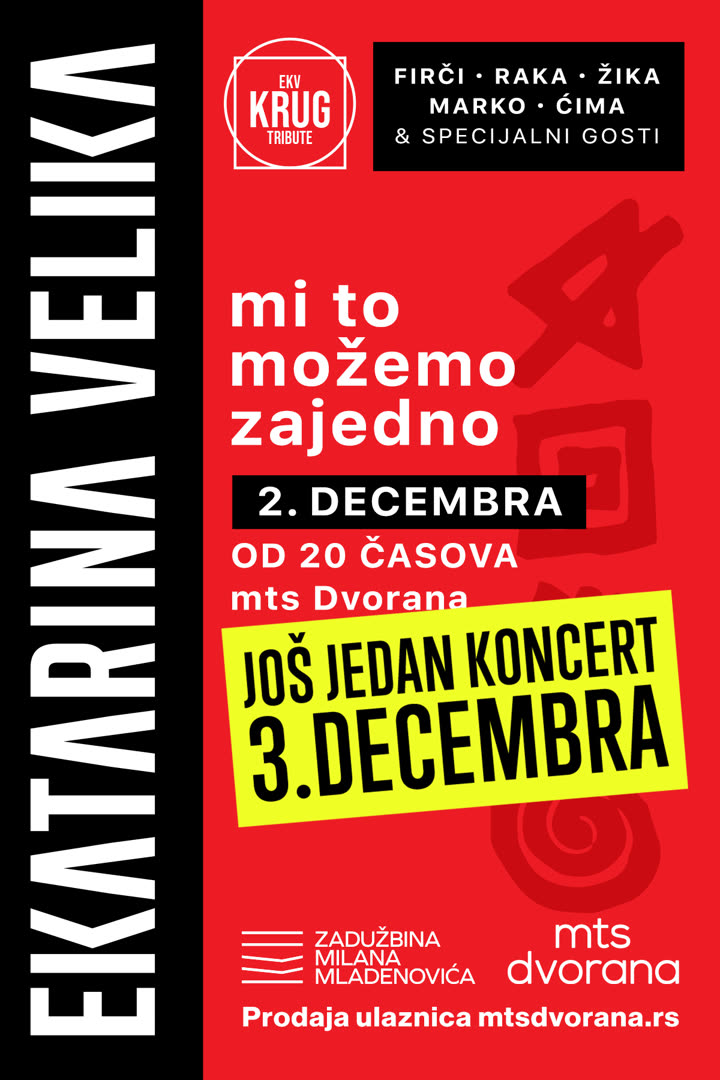 EKATARINA VELIKA
EKV
KRUG
TRIBUTE
FIRČI • RAKA • ŽIKA
MARKO • ĆIMA
& SPECIJALNI GOSTI
mi to
možemo
zajedno
2. DECEMBRA
OD 20 ČASOVA
mts Dvorana
JOŠ JEDAN KONCERT
3.DECEMBRA
ZADUŽBINA
MILANA
MLADENOVIĆA
mts
dvorana
Prodaja ulaznica mtsdvorana.rs